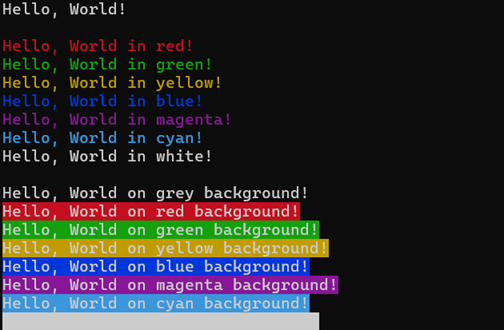 Hello, World!
Hello, World in red!
Hello, World in green!
Hello, World in yellow!
Hello, World in blue!
Hello, World in magenta!
Hello, World in cyan!
Hello, World in white!
Hello, World on grey background!
Hello, World on red background!
Hello, World on green background!
Hello, World on yellow background!
Hello, World on blue background!
Hello, World on magenta background!
Hello, World on cyan background!